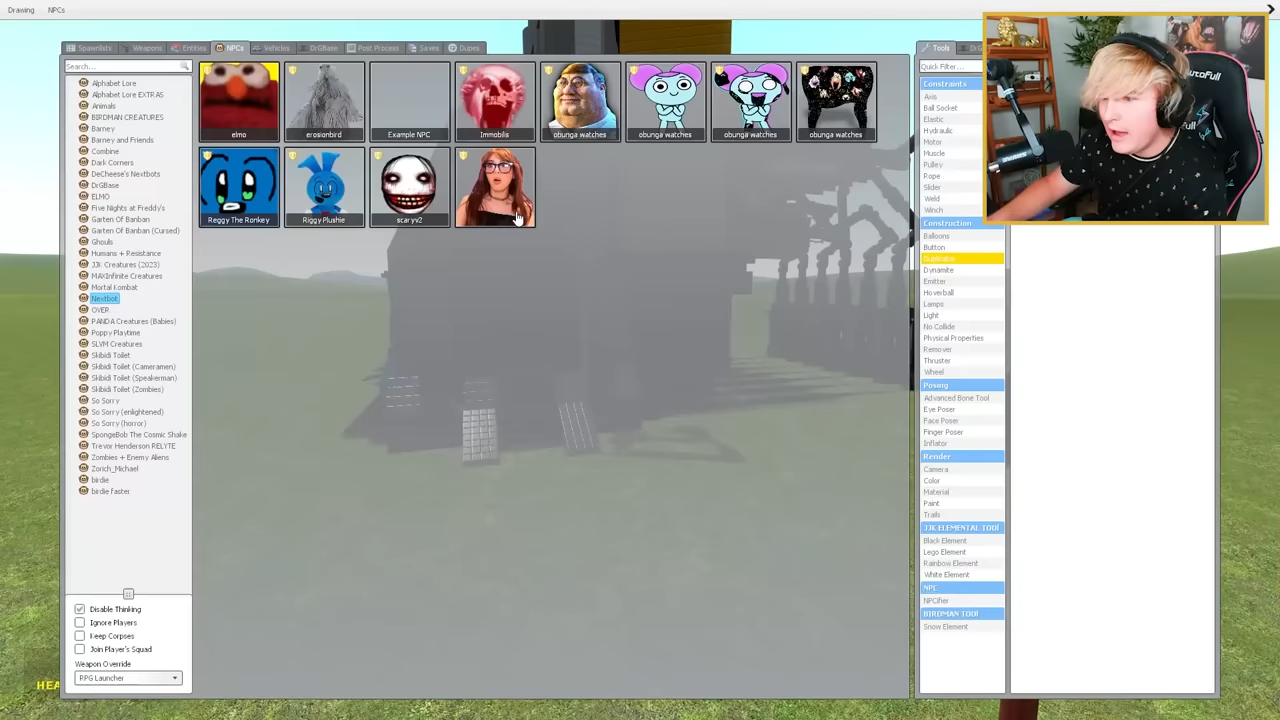 Drawing NPCs
Spawnlists Weapons Entities NPCs Vehicles DrGBase Post Process Saves Dupes
Search...
Alphabet Lore
Alphabet Lore EXTRAS
Animals
BIRDMAN CREATURES
Barney
Barney and Friends
Combine
Dark Corners
DeCheese's Nextbots
DrGBase
ELMO
Five Nights at Freddy's
Garten Of Banban
Garten Of Banban (Cursed)
Ghouls
Humans + Resistance
JJK Creatures (2023)
MAXInfinite Creatures
Mortal Kombat
Nextbot
OVER
PANDA Creatures (Babies)
Poppy Playtime
SLVM Creatures
Skibidi Toilet
Skibidi Toilet (Cameramen)
Skibidi Toilet (Speakerman)
Skibidi Toilet (Zombies)
So Sorry
So Sorry (enlightened)
So Sorry (horror)
SpongeBob The Cosmic Shake
Trevor Henderson RELYTE
Zombies + Enemy Aliens
Zorich_Michael
birdie
birdie faster
Disable Thinking
Ignore Players
Keep Corpses
Join Player's Squad
Weapon Override
RPG Launcher
elmo erosionbird Example NPC Immobilis obunga watches obunga watches obunga watches obunga watches
Reggy The Ronkey Riggy Plushie scaryv2
Tools
Quick Filter...
Constraints
Axis
Ball Socket
Elastic
Hydraulic
Motor
Muscle
Pulley
Rope
Slider
Weld
Winch
Construction
Balloons
Button
Duplicator
Dynamite
Emitter
Hoverball
Lamps
Light
No Collide
Physical Properties
Remover
Thruster
Wheel
Posing
Advanced Bone Tool
Eye Poser
Face Poser
Finger Poser
Inflator
Render
Camera
Color
Material
Paint
Trails
JJK ELEMENTAL TOOl
Black Element
Lego Element
Rainbow Element
White Element
NPC
NPCifier
BIRDMAN TOOl
Snow Element
HEA
AutoFull